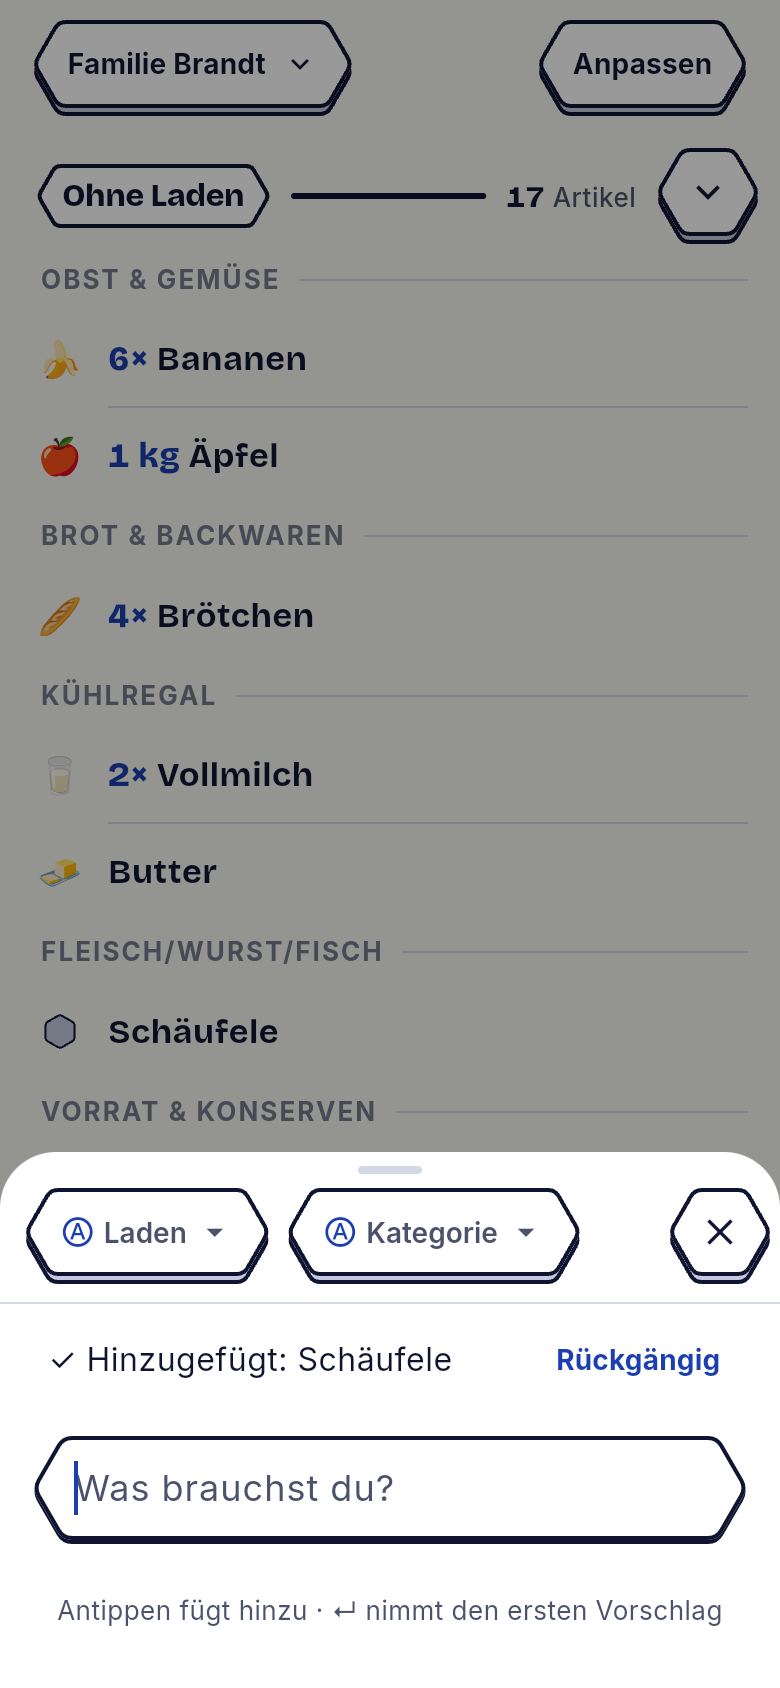 Familie Brandt
Anpassen
Ohne Laden
17 Artikel
OBST & GEMÜSE
6× Bananen
1 kg Äpfel
BROT & BACKWAREN
4× Brötchen
KÜHLREGAL
2× Vollmilch
Butter
FLEISCH/WURST/FISCH
Schäufele
VORRAT & KONSERVEN
A Laden
A Kategorie
✓ Hinzugefügt: Schäufele
Rückgängig
Was brauchst du?
Antippen fügt hinzu · ↵ nimmt den ersten Vorschlag